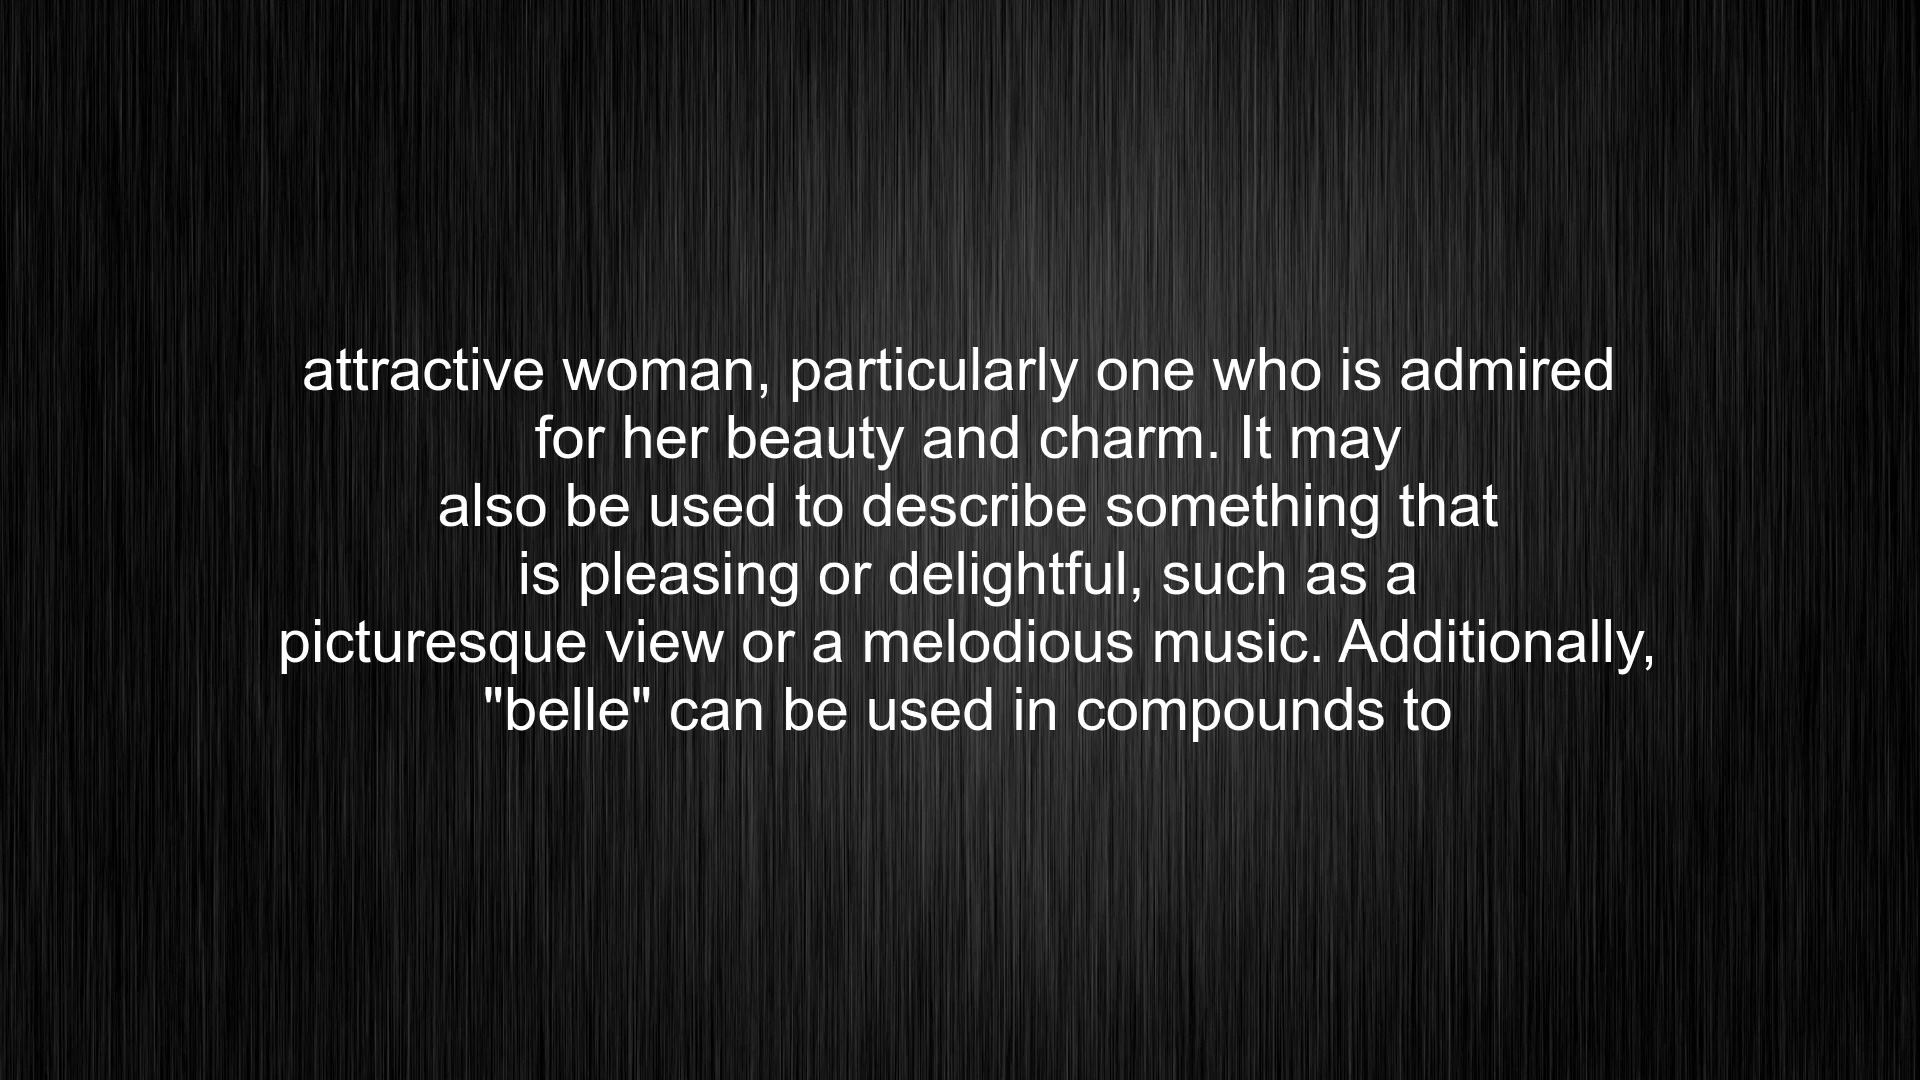 attractive woman, particularly one who is admired
for her beauty and charm. It may
also be used to describe something that
is pleasing or delightful, such as a
picturesque view or a melodious music. Additionally,
"belle" can be used in compounds to